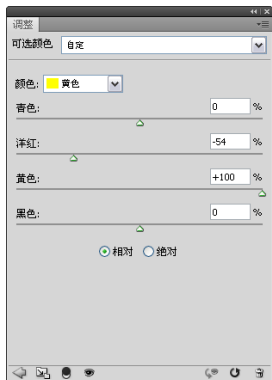 调整
可选颜色 自定
颜色: 黄色
青色: 0 %
洋红: -54 %
黄色: +100 %
黑色: 0 %
相对 绝对